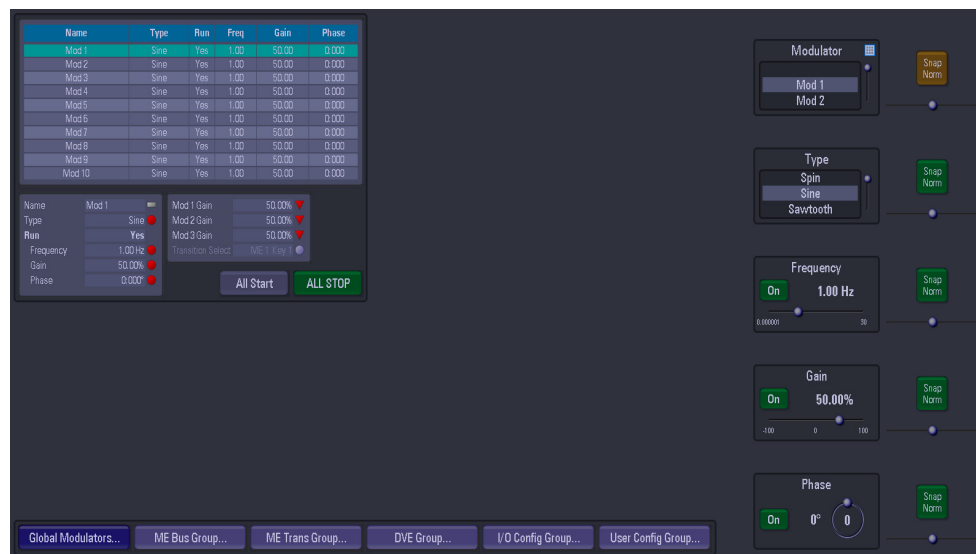 Name Type Run Freq Gain Phase
Mod 1 Sine Yes 1.00 50.00 0:000
Mod 2 Sine Yes 1.00 50.00 0:000
Mod 3 Sine Yes 1.00 50.00 0:000
Mod 4 Sine Yes 1.00 50.00 0:000
Mod 5 Sine Yes 1.00 50.00 0:000
Mod 6 Sine Yes 1.00 50.00 0:000
Mod 7 Sine Yes 1.00 50.00 0:000
Mod 8 Sine Yes 1.00 50.00 0:000
Mod 9 Sine Yes 1.00 50.00 0:000
Mod 10 Sine Yes 1.00 50.00 0:000
Name Mod 1
Type Sine
Run Yes
Frequency 1.00 Hz
Gain 50.00%
Phase 0:000°
Mod 1 Gain 50.00%
Mod 2 Gain 50.00%
Mod 3 Gain 50.00%
Transition Select ME 1 Key 1
All Start ALL STOP
Modulator
Mod 1
Mod 2
Snap
Norm
Type
Spin
Sine
Sawtooth
Snap
Norm
Frequency
On 1.00 Hz
0.000001 30
Snap
Norm
Gain
On 50.00%
-100 0 100
Snap
Norm
Phase
On 0° 0
Snap
Norm
Global Modulators... ME Bus Group... ME Trans Group... DVE Group... I/O Config Group... User Config Group...